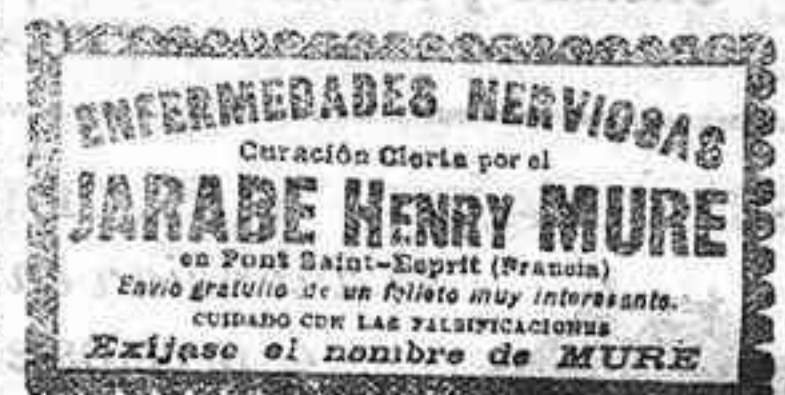 ENFERMEDADES NERVIOSAS
Curación Cierta por el
JARABE HENRY MURE
en Pont Saint-Esprit (Francia)
Envio gratuito de un folleto muy interesante.
CUIDADO CON LAS FALSIFICACIONES
Exíjase el nombre de MURE